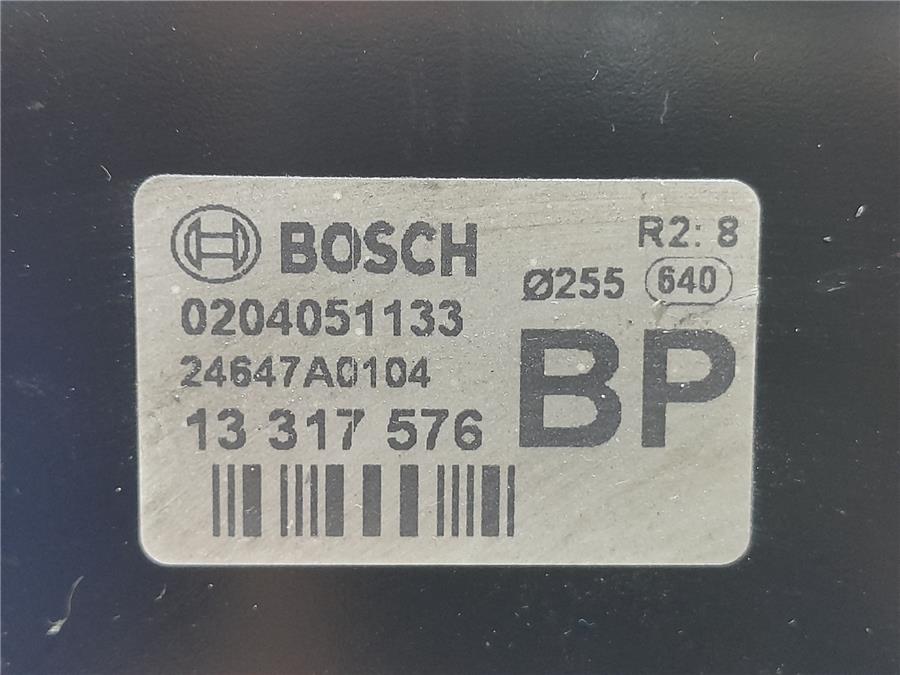 BOSCH
R2: 8
Ø255 640
0204051133
24647A0104
13 317 576
BP